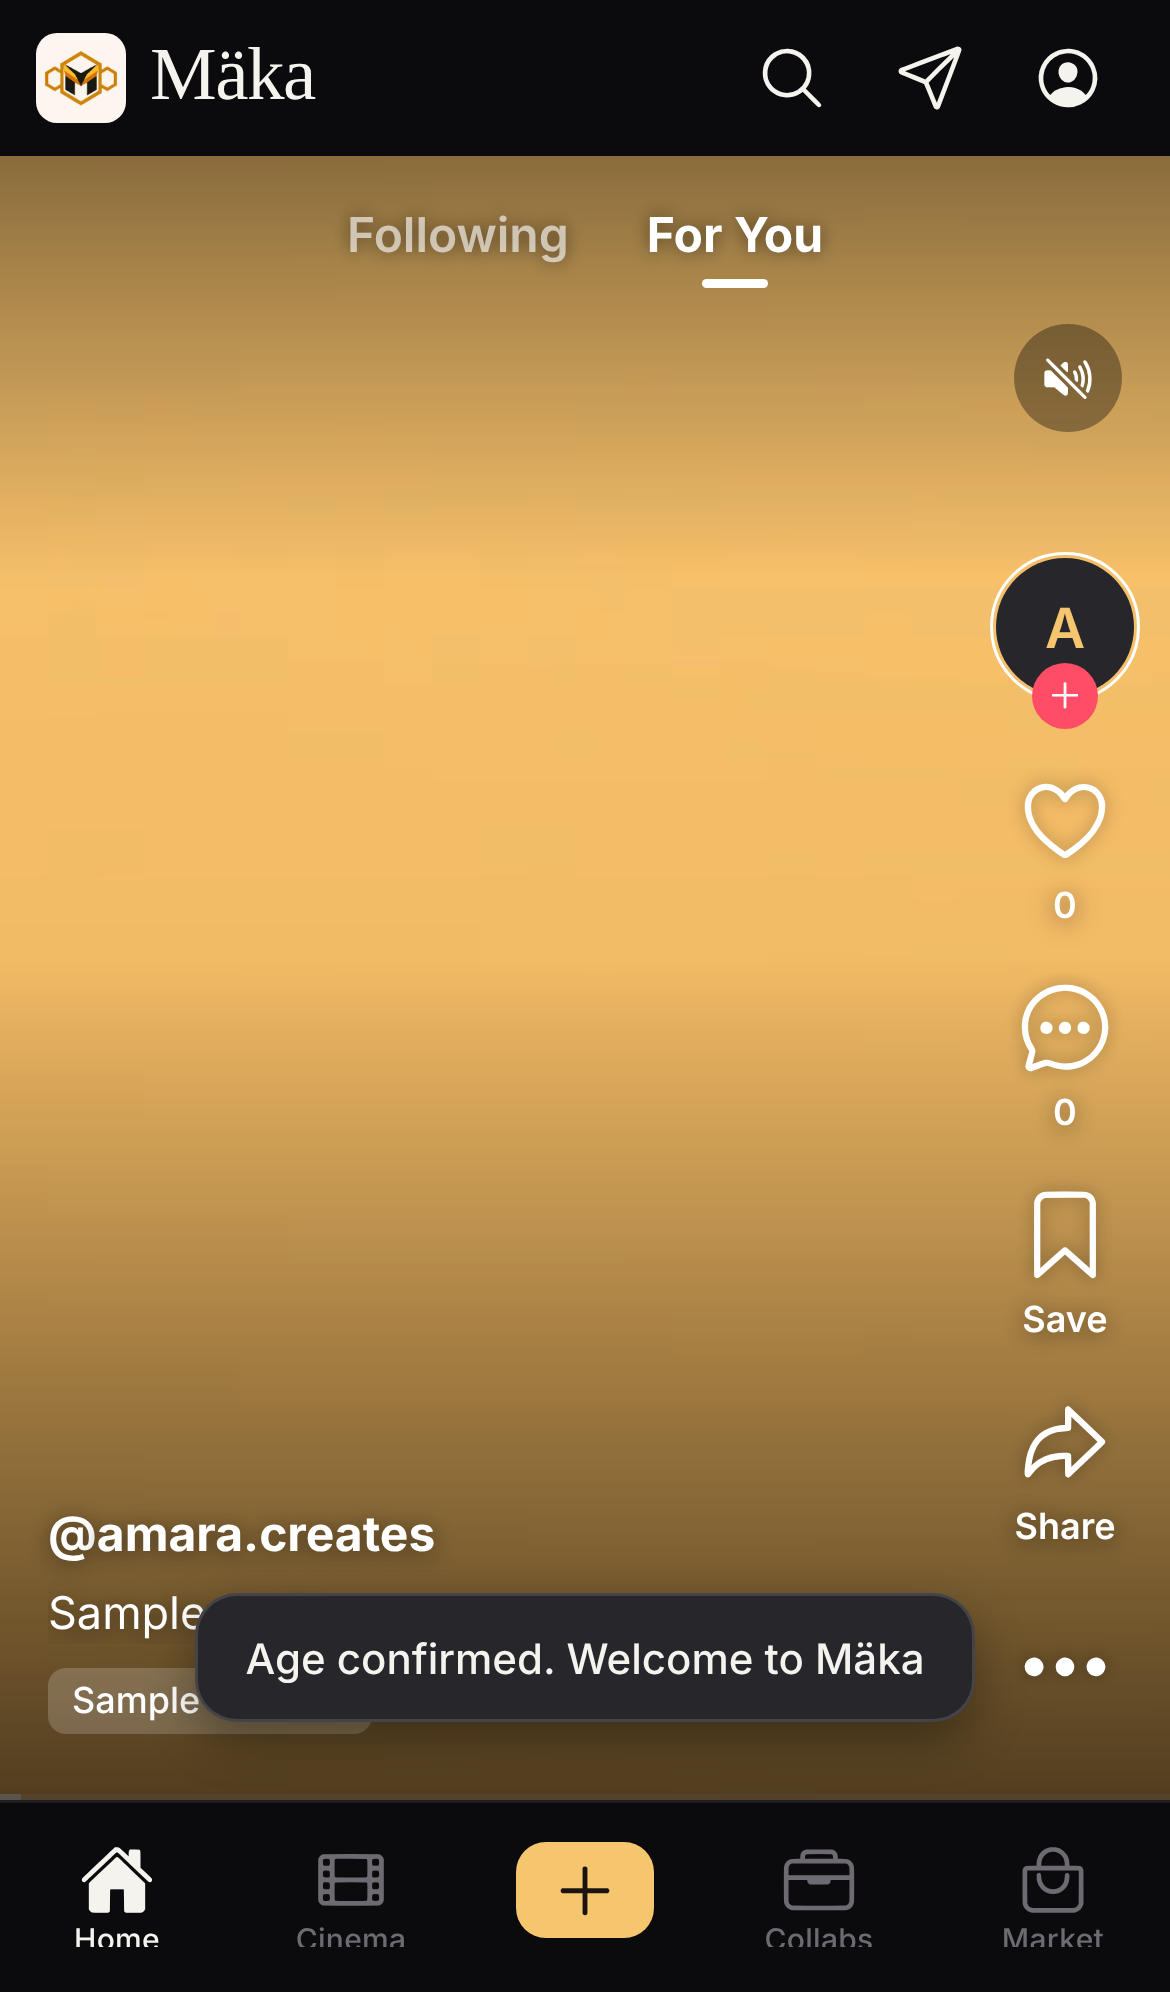 Mäka
Following For You
A
0
0
Save
Share
@amara.creates
Sample
Age confirmed. Welcome to Mäka
Sample
Home Cinema Collabs Market